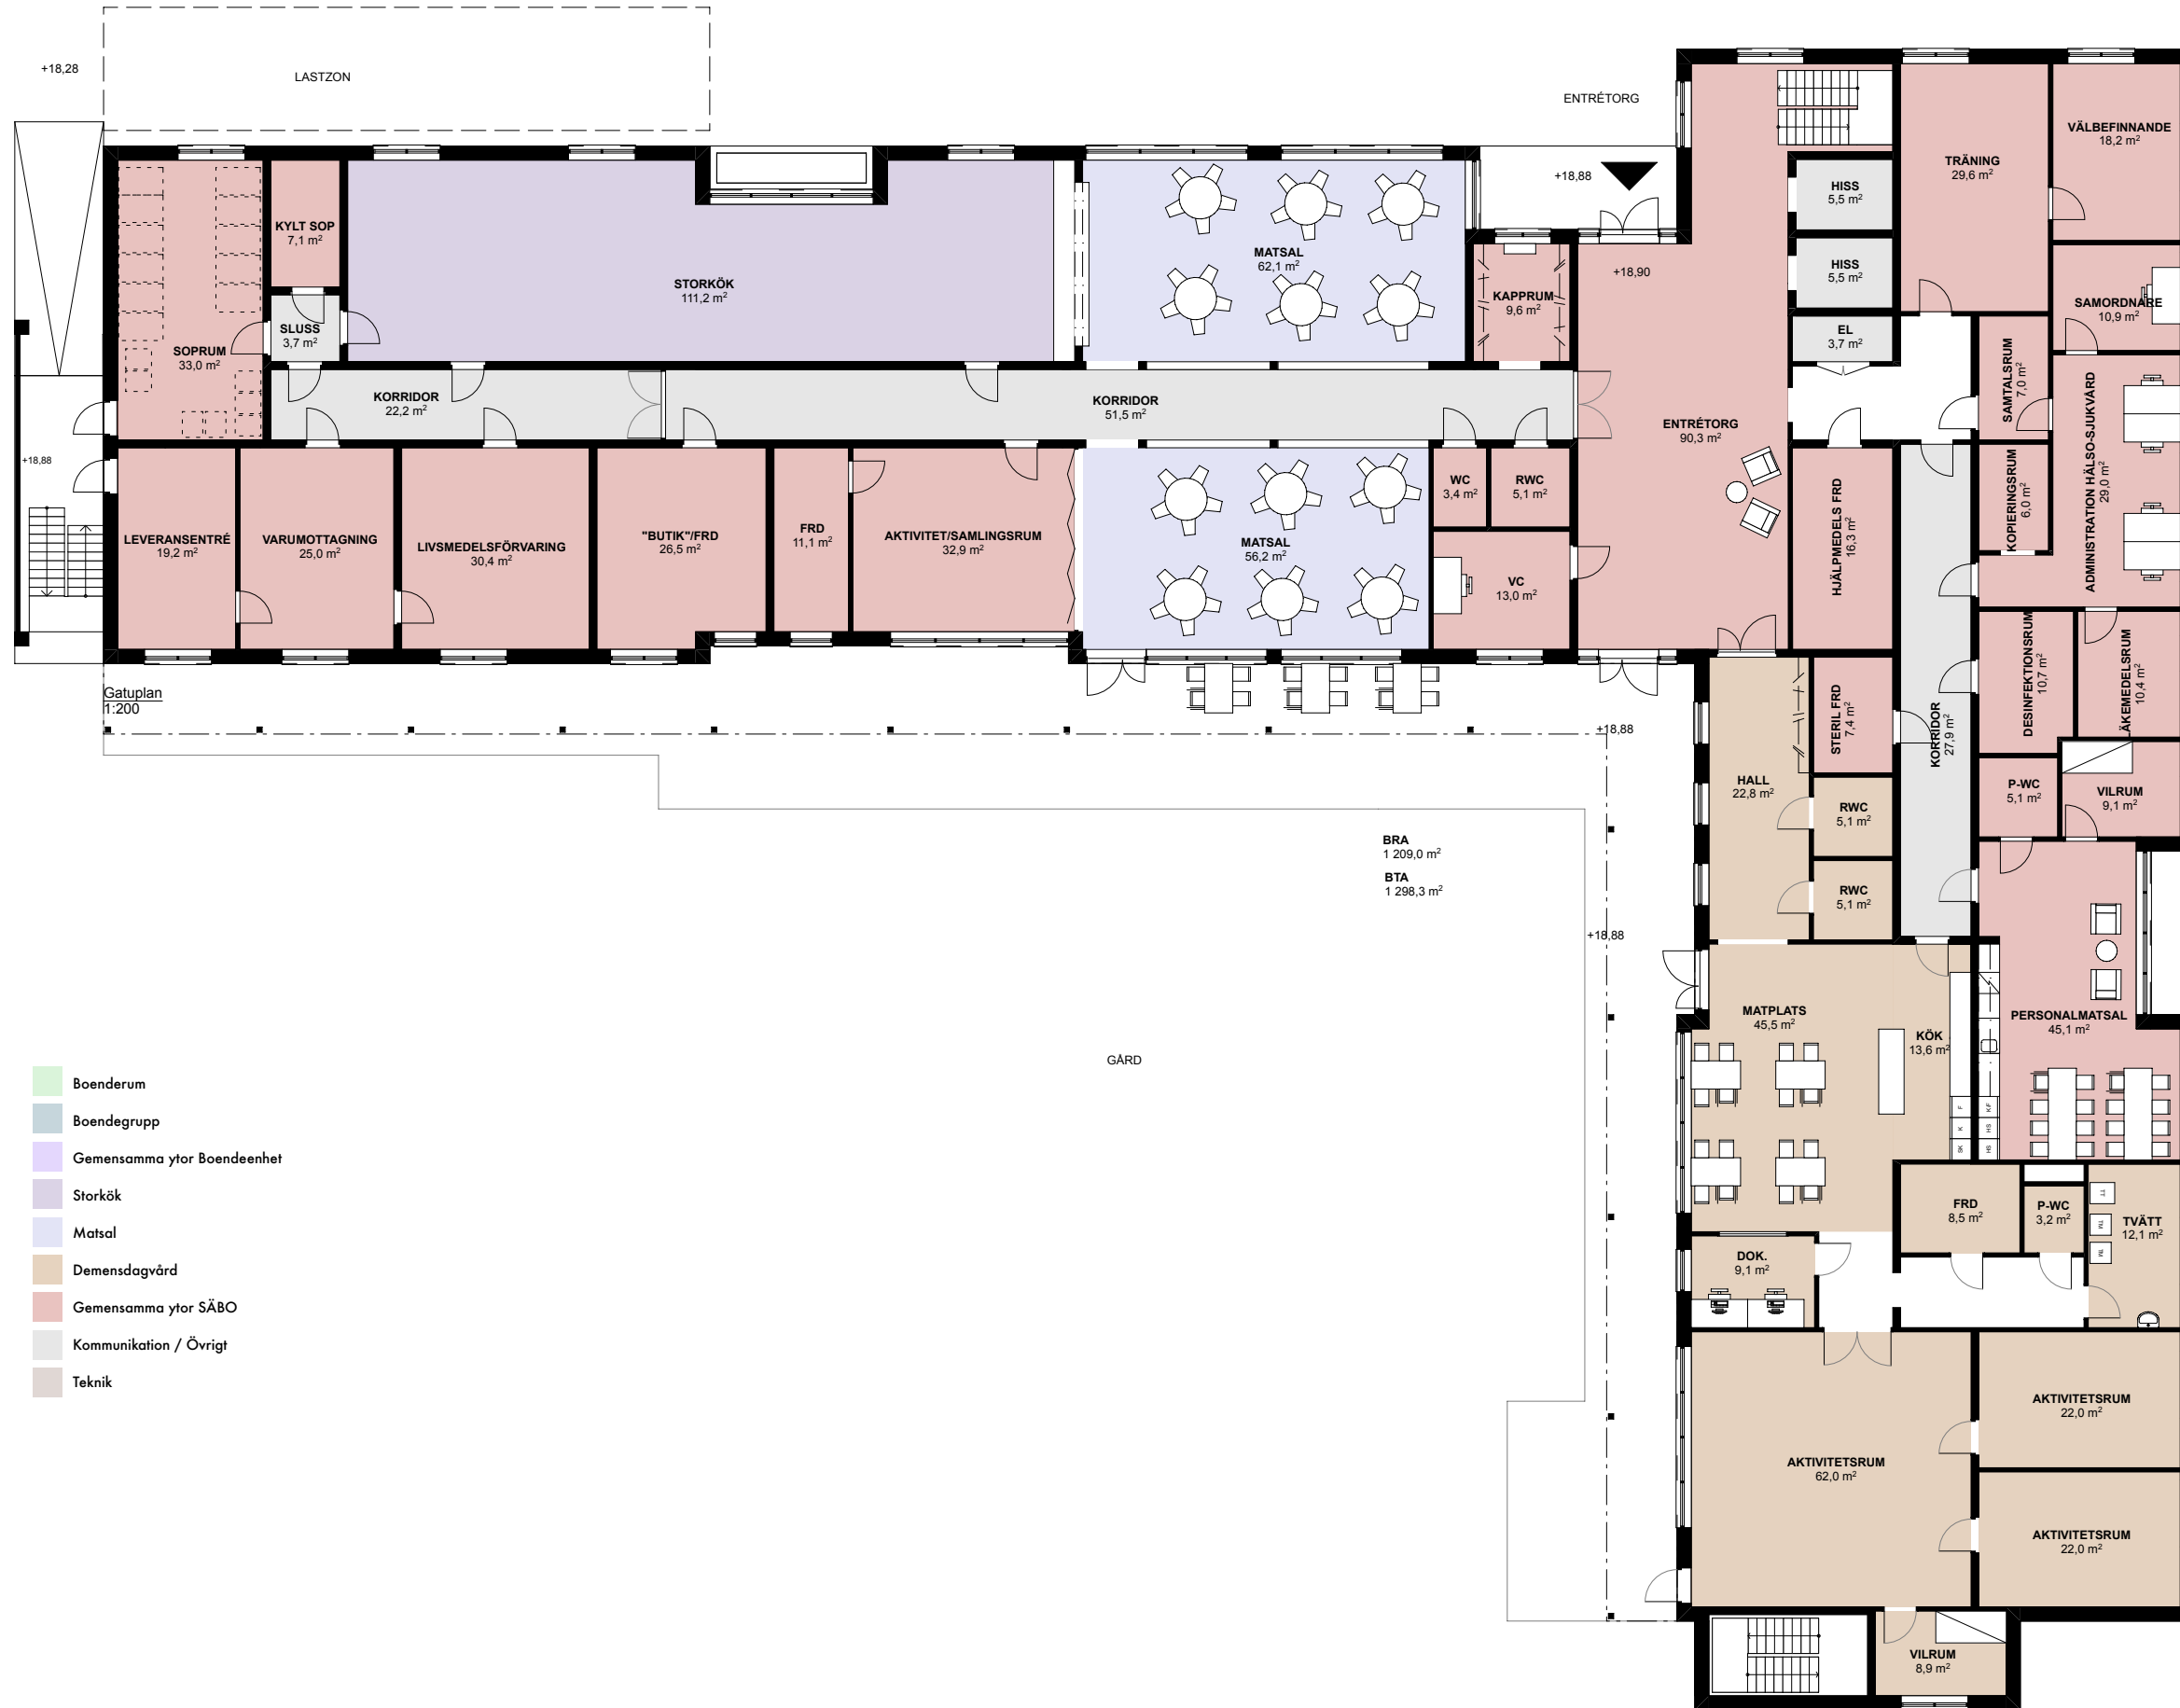 +18,28
LASTZON
ENTRÉTORG
+18,88
VÄLBEFINNANDE
18,2 m²
TRÄNING
29,6 m²
HISS
5,5 m²
HISS
5,5 m²
KYLT SOP
7,1 m²
STORKÖK
111,2 m²
MATSAL
62,1 m²
KAPPRUM
9,6 m²
+18,90
SAMORDNARE
10,9 m²
SLUSS
3,7 m²
SOPRUM
33,0 m²
EL
3,7 m²
SAMTALSRUM
7,0 m²
KORRIDOR
22,2 m²
KORRIDOR
51,5 m²
ENTRÉTORG
90,3 m²
ADMINISTRATION HÄLSO-SJUKVÅRD
29,0 m²
+18,88
WC
3,4 m²
RWC
5,1 m²
KOPIERINGSRUM
6,0 m²
HJÄLPMEDELS FRD
16,3 m²
LEVERANSENTRÉ
19,2 m²
VARUMOTTAGNING
25,0 m²
LIVSMEDELSFÖRVARING
30,4 m²
"BUTIK"/FRD
26,5 m²
FRD
11,1 m²
AKTIVITET/SAMLINGSRUM
32,9 m²
MATSAL
56,2 m²
VC
13,0 m²
DESINFEKTIONSRUM
10,7 m²
ÄKEMEDELSRUM
10,4 m²
Gatuplan
1:200
+18,88
STERIL FRD
7,4 m²
KORRIDOR
27,9 m²
HALL
22,8 m²
P-WC
5,1 m²
VILRUM
9,1 m²
RWC
5,1 m²
BRA
1 209,0 m²
BTA
1 298,3 m²
RWC
5,1 m²
+18,88
MATPLATS
45,5 m²
KÖK
13,6 m²
PERSONALMATSAL
45,1 m²
GÅRD
F
K
SK
K/F
HS
HS
Boenderum
Boendegrupp
Gemensamma ytor Boendeenhet
Storkök
Matsal
Demensdagvård
Gemensamma ytor SÄBO
Kommunikation / Övrigt
Teknik
FRD
8,5 m²
P-WC
3,2 m²
TVÄTT
12,1 m²
TT
TM
TM
DOK.
9,1 m²
AKTIVITETSRUM
22,0 m²
AKTIVITETSRUM
62,0 m²
AKTIVITETSRUM
22,0 m²
VILRUM
8,9 m²